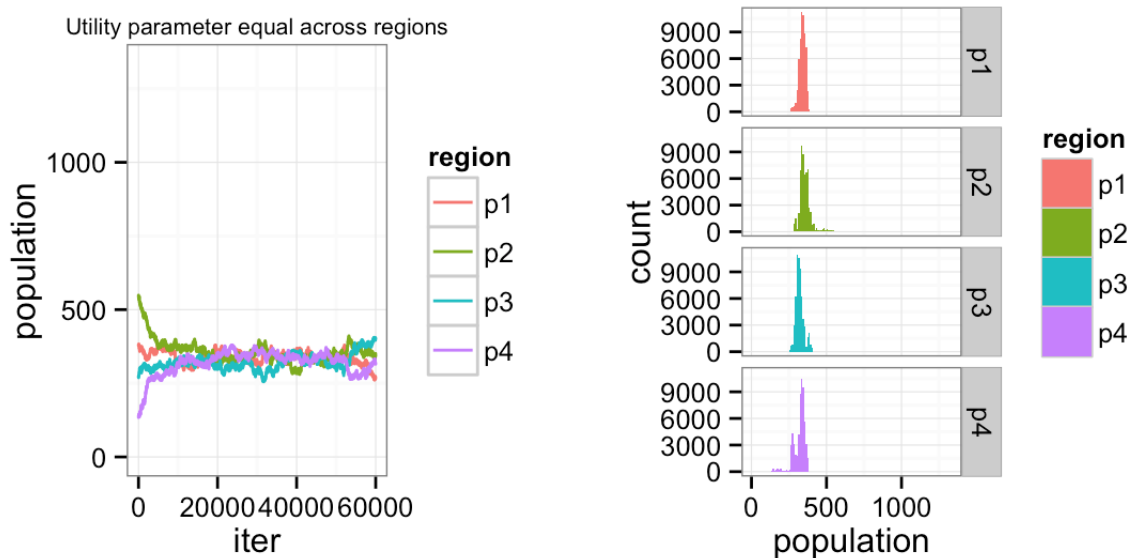 Utility parameter equal across regions
population
1000
500
0
0 20000 40000 60000
iter
region
p1
p2
p3
p4
count
9000
6000
3000
0
p1
9000
6000
3000
0
p2
9000
6000
3000
0
p3
9000
6000
3000
0
p4
0 500 1000
population
region
p1
p2
p3
p4